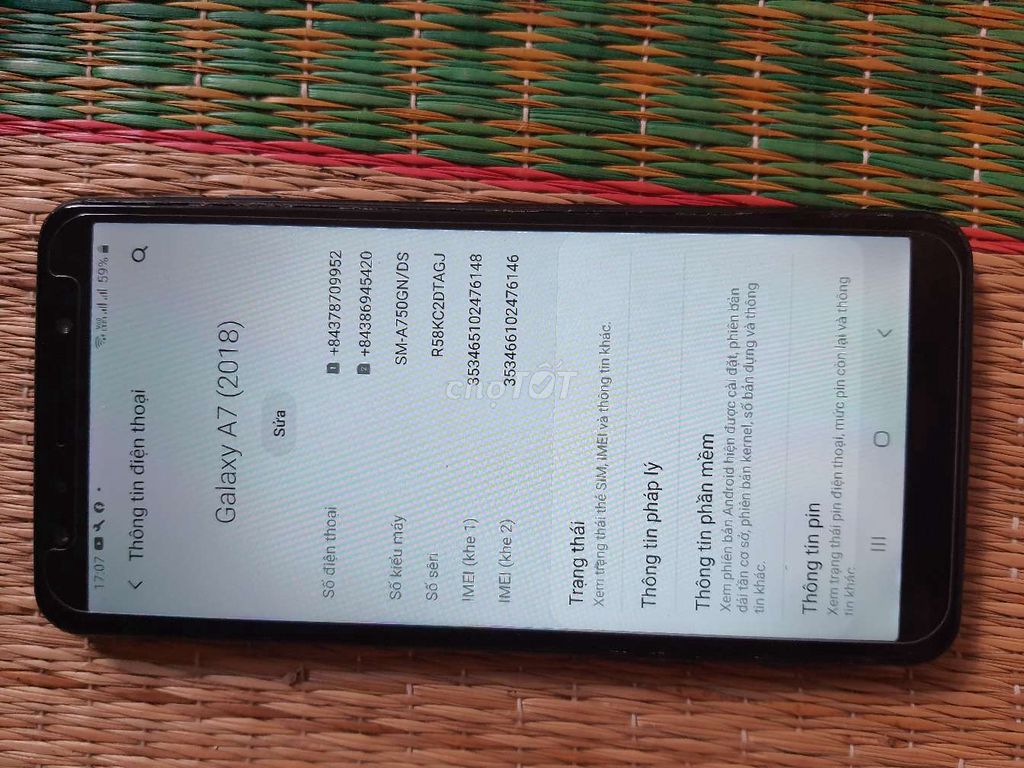 17:07 59%
Thông tin điện thoại
Galaxy A7 (2018)
Sửa
Số điện thoại 1 +84378709952
2 +84386945420
Số kiểu máy SM-A750GN/DS
Số sêri R58KC2DTAGJ
IMEI (khe 1) 353465102476148
IMEI (khe 2) 353466102476146
choTỐT
Trạng thái
Xem trạng thái thẻ SIM, IMEI và thông tin khác.
Thông tin pháp lý
Thông tin phần mềm
Xem phiên bản Android hiện được cài đặt, phiên bản
dải tần cơ sở, phiên bản kernel, số bản dựng và thông
tin khác.
Thông tin pin
Xem trạng thái pin điện thoại, mức pin còn lại và thông
tin khác.